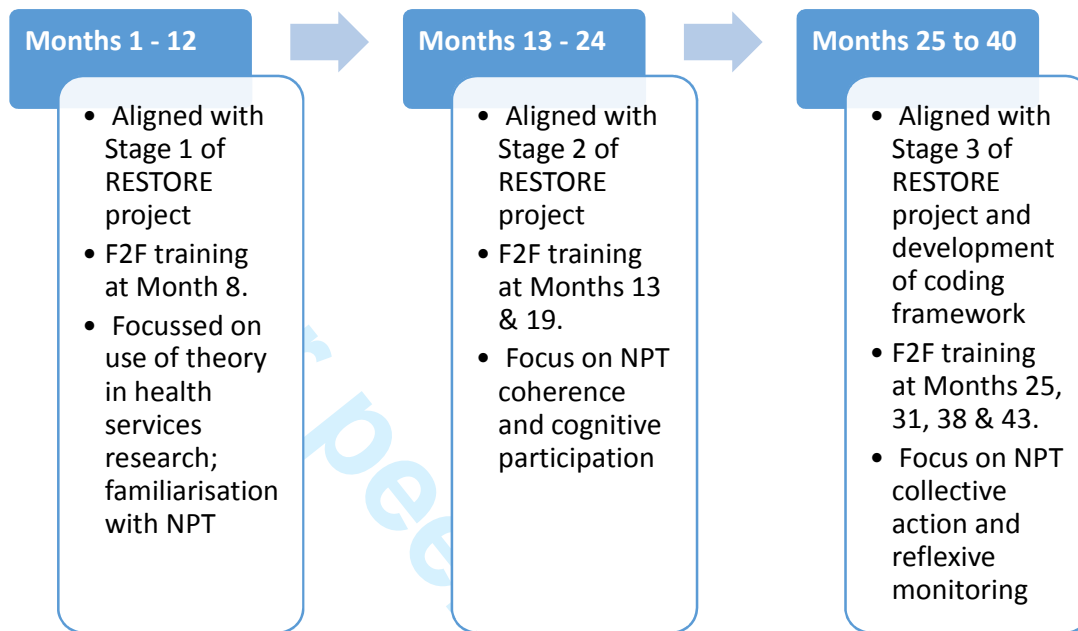 Months 1 - 12
• Aligned with
Stage 1 of
RESTORE
project
• F2F training
at Month 8.
• Focussed on
use of theory
in health
services
research;
familiarisation
with NPT
Months 13 - 24
• Aligned with
Stage 2 of
RESTORE
project
• F2F training
at Months 13
& 19.
• Focus on NPT
coherence
and cognitive
participation
Months 25 to 40
• Aligned with
Stage 3 of
RESTORE
project and
development
of coding
framework
• F2F training
at Months 25,
31, 38 & 43.
• Focus on NPT
collective
action and
reflexive
monitoring